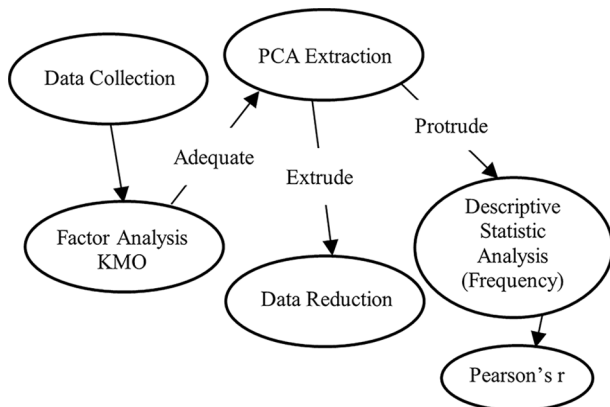 Data Collection
PCA Extraction
Adequate
Protrude
Extrude
Factor Analysis
KMO
Descriptive
Statistic
Analysis
(Frequency)
Data Reduction
Pearson’s r